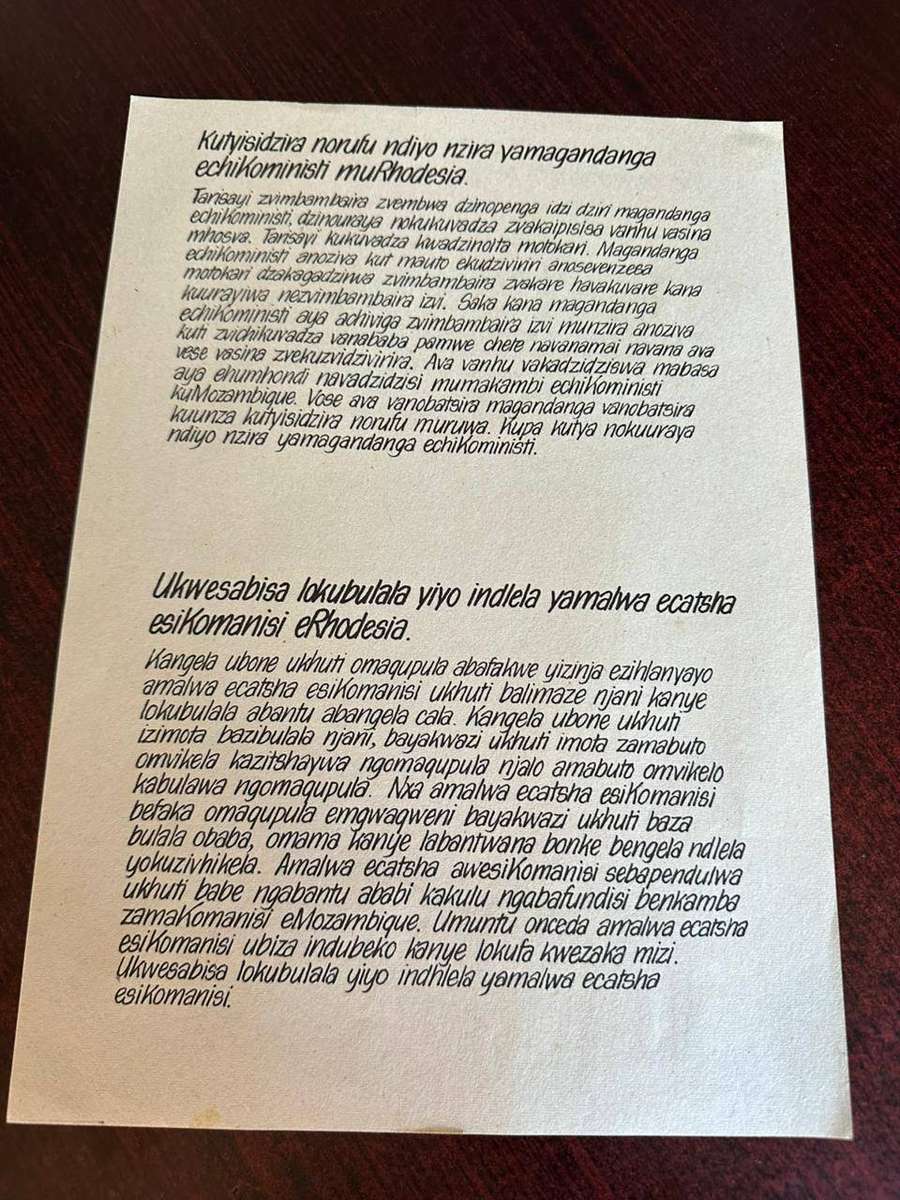 Kutyisidzira norufu ndiyo nzira yamagandanga
echiKoministi muRhodesia.
Tarisayi zvimbambaira zvembwa dzinopenga idzi dziri magandanga
echiKoministi. dzinouraya nokukuvadza zvakaipisisa vanhu vasina
mhosva. Tarisayi kukuvadza kwadzinoita motokari. Magandanga
echiKoministi anoziva kut mauto ekudziviriri anosevenzesa
motokari dzakagadzirwa zvimbambaira zvakare havakuvare kana
kuurayiwa nezvimbambaira izvi. Saka kana magandanga
echiKoministi aya achiviga zvimbambaira izvi munzira anoziva
kuti zvichikuvadza vanababa pamwe chete navanamai navana ava
vese vasina zvekuzvidzivirira. Ava vanhu vakadzidziswa mabasa
aya ehumhondi navadzidzisi mumakambi echiKoministi
kuMozambique. Vose ava vanobatsira magandanga vanobatsira
kuunza kutyisidzira norufu muruwa. Kupa kutya nokuuraya
ndiyo nzira yamagandanga echiKoministi.
Ukwesabisa lokubulala yiyo indlela yamalwa ecatsha
esiKomanisi eRhodesia.
Kangela ubone ukhuti omaqupula abafakwe yizinja ezihlanyayo
amalwa ecatsha esiKomanisi ukhuti balimaze njani kanye
lokubulala abantu abangela cala. Kangela ubone ukhuti
izimota bazibulala njani, bayakwazi ukhuti imota zamabuto
omvikela kazitshaywa ngomaqupula njalo amabuto omvikelo
kabulawa ngomaqupula. Nxa amalwa ecatsha esiKomanisi
befaka omaqupula emgwaqweni bayakwazi ukhuti baza
bulala obaba, omama kanye labantwana bonke bengela ndlela
yokuzivhikela. Amalwa ecatsha awesiKomanisi sebapendulwa
ukhuti babe ngabantu ababi kakulu ngabafundisi benkamba
zamaKomanisi eMozambique. Umuntu onceda amalwa ecatsha
esiKomanisi ubiza indubeko kanye lokufa kwezaka mizi.
Ukwesabisa lokubulala yiyo indhlela yamalwa ecatsha
esiKomanisi.